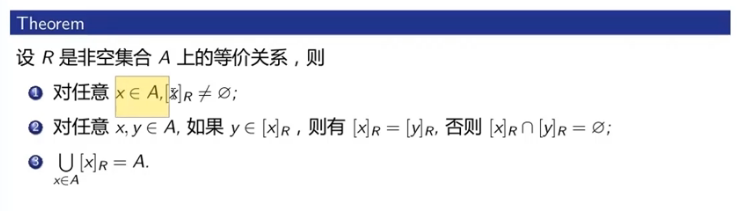 Theorem
设 R 是非空集合 A 上的等价关系，则
1 对任意 x ∈ A,[x]R ≠ ∅;
2 对任意 x, y ∈ A, 如果 y ∈ [x]R，则有 [x]R = [y]R, 否则 [x]R ∩ [y]R = ∅;
3 ⋃x∈A [x]R = A.